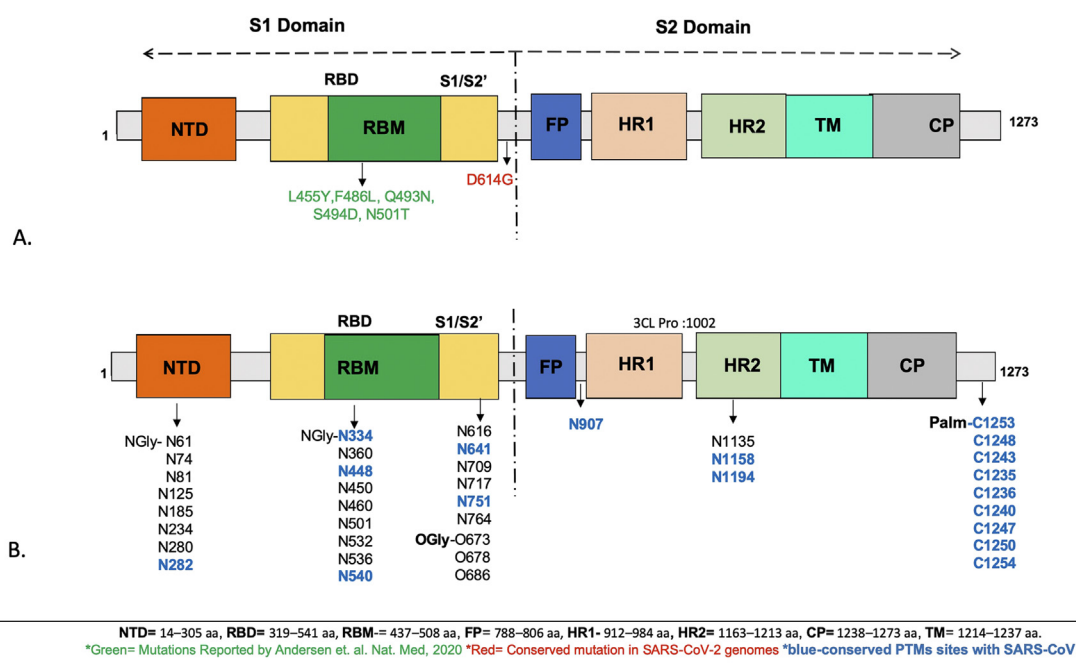 S1 Domain
S2 Domain
RBD
S1/S2’
1
NTD
RBM
FP
HR1
HR2
TM
CP
1273
L455Y,F486L, Q493N,
S494D, N501T
D614G
A.
RBD
S1/S2’
3CL Pro :1002
1
NTD
RBM
FP
HR1
HR2
TM
CP
1273
NGly- N61
N74
N81
N125
N185
N234
N280
N282
NGly-N334
N360
N448
N450
N460
N501
N532
N536
N540
N616
N641
N709
N717
N751
N764
OGly-O673
O678
O686
N907
N1135
N1158
N1194
Palm-C1253
C1248
C1243
C1235
C1236
C1240
C1247
C1250
C1254
B.
NTD= 14–305 aa, RBD= 319–541 aa, RBM-= 437–508 aa, FP= 788–806 aa, HR1- 912–984 aa, HR2= 1163–1213 aa, CP= 1238–1273 aa, TM= 1214–1237 aa.
*Green= Mutations Reported by Andersen et. al. Nat. Med, 2020 *Red= Conserved mutation in SARS-CoV-2 genomes *blue-conserved PTMs sites with SARS-CoV